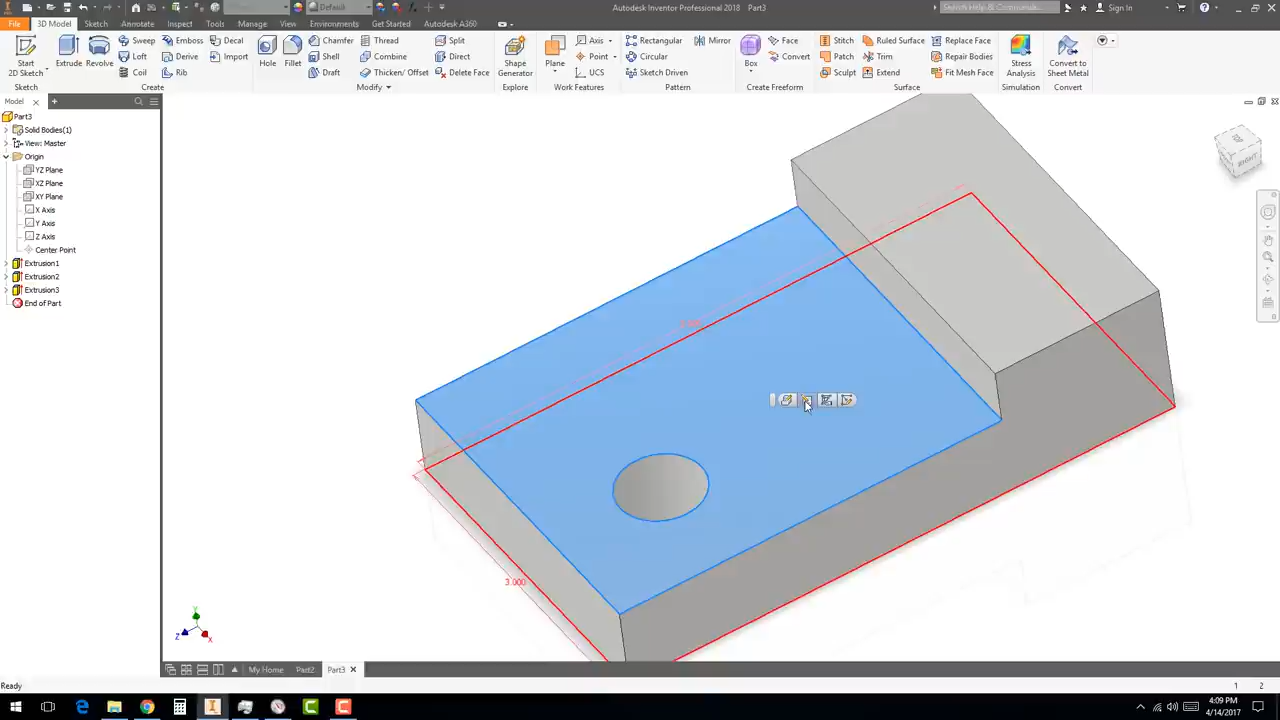 Default
Autodesk Inventor Professional 2018 Part3
Search Help & Commands...
Sign In
File 3D Model Sketch Annotate Inspect Tools Manage View Environments Get Started Autodesk A360
Start
2D Sketch
Extrude
Revolve
Sweep
Loft
Coil
Emboss
Derive
Rib
Decal
Import
Hole
Fillet
Chamfer
Shell
Draft
Thread
Combine
Thicken/ Offset
Split
Direct
Delete Face
Shape
Generator
Plane
Axis
Point
UCS
Rectangular
Circular
Sketch Driven
Mirror
Box
Face
Convert
Stitch
Patch
Sculpt
Ruled Surface
Trim
Extend
Replace Face
Repair Bodies
Fit Mesh Face
Stress
Analysis
Convert to
Sheet Metal
Sketch Create Modify Explore Work Features Pattern Create Freeform Surface Simulation Convert
Model
Part3
Solid Bodies(1)
View: Master
Origin
YZ Plane
XZ Plane
XY Plane
X Axis
Y Axis
Z Axis
Center Point
Extrusion1
Extrusion2
Extrusion3
End of Part
RIGHT
3.000
Y
Z
X
My Home Part2 Part3
Ready
1 2
4:09 PM
4/14/2017